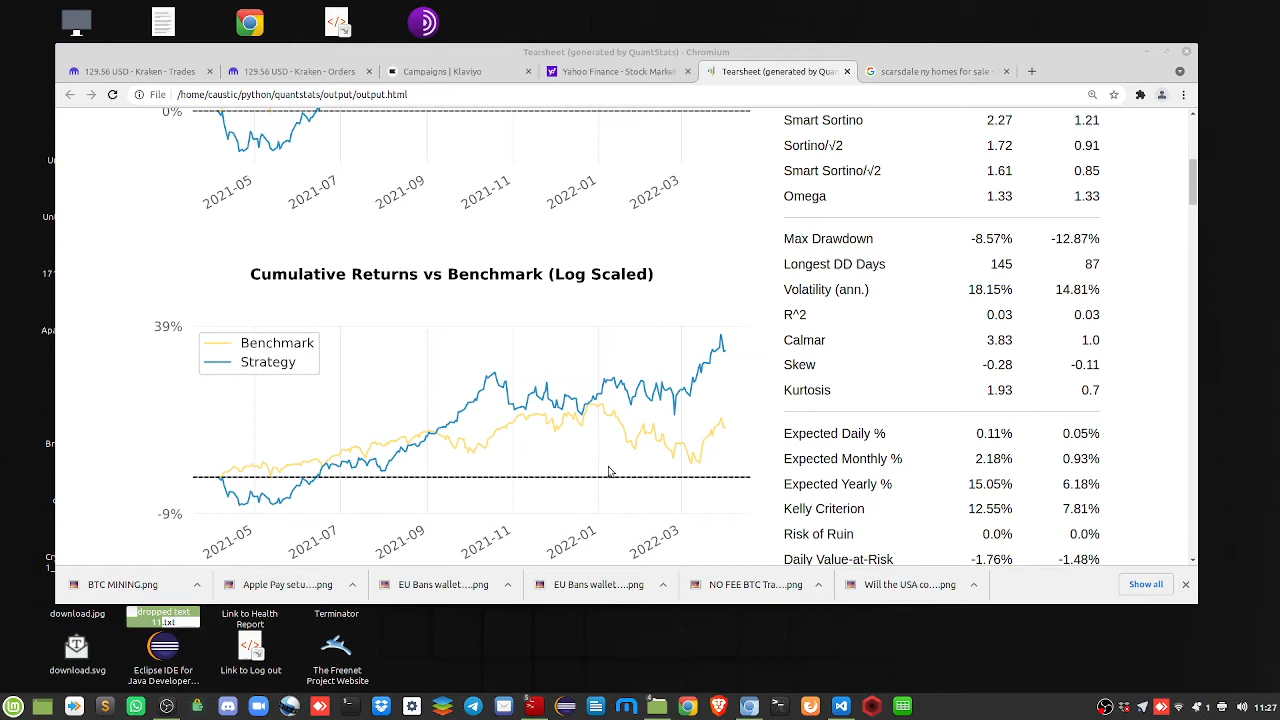 Tearsheet (generated by QuantStats) - Chromium
129.56 USD - Kraken - Trades
129.56 USD - Kraken - Orders
Campaigns | Klaviyo
Yahoo Finance - Stock Market
Tearsheet (generated by Quan
scarsdale ny homes for sale -
File
/home/caustic/python/quantstats/output/output.html
0%
2021-05 2021-07 2021-09 2021-11 2022-01 2022-03
Cumulative Returns vs Benchmark (Log Scaled)
39%
Benchmark
Strategy
-9%
2021-05 2021-07 2021-09 2021-11 2022-01 2022-03
Smart Sortino 2.27 1.21
Sortino/√2 1.72 0.91
Smart Sortino/√2 1.61 0.85
Omega 1.33 1.33
Max Drawdown -8.57% -12.87%
Longest DD Days 145 87
Volatility (ann.) 18.15% 14.81%
R^2 0.03 0.03
Calmar 3.83 1.0
Skew -0.28 -0.11
Kurtosis 1.93 0.7
Expected Daily % 0.11% 0.05%
Expected Monthly % 2.18% 0.93%
Expected Yearly % 15.05% 6.18%
Kelly Criterion 12.55% 7.81%
Risk of Ruin 0.0% 0.0%
Daily Value-at-Risk -1.76% -1.48%
BTC MINING.png
Apple Pay setu....png
EU Bans wallet....png
EU Bans wallet....png
NO FEE BTC Tra....png
Will the USA co....png
Show all
download.jpg
dropped text
11.txt
Link to Health
Report
Terminator
download.svg
Eclipse IDE for
Java Developer...
Link to Log out
The Freenet
Project Website
5
4
1
11:27